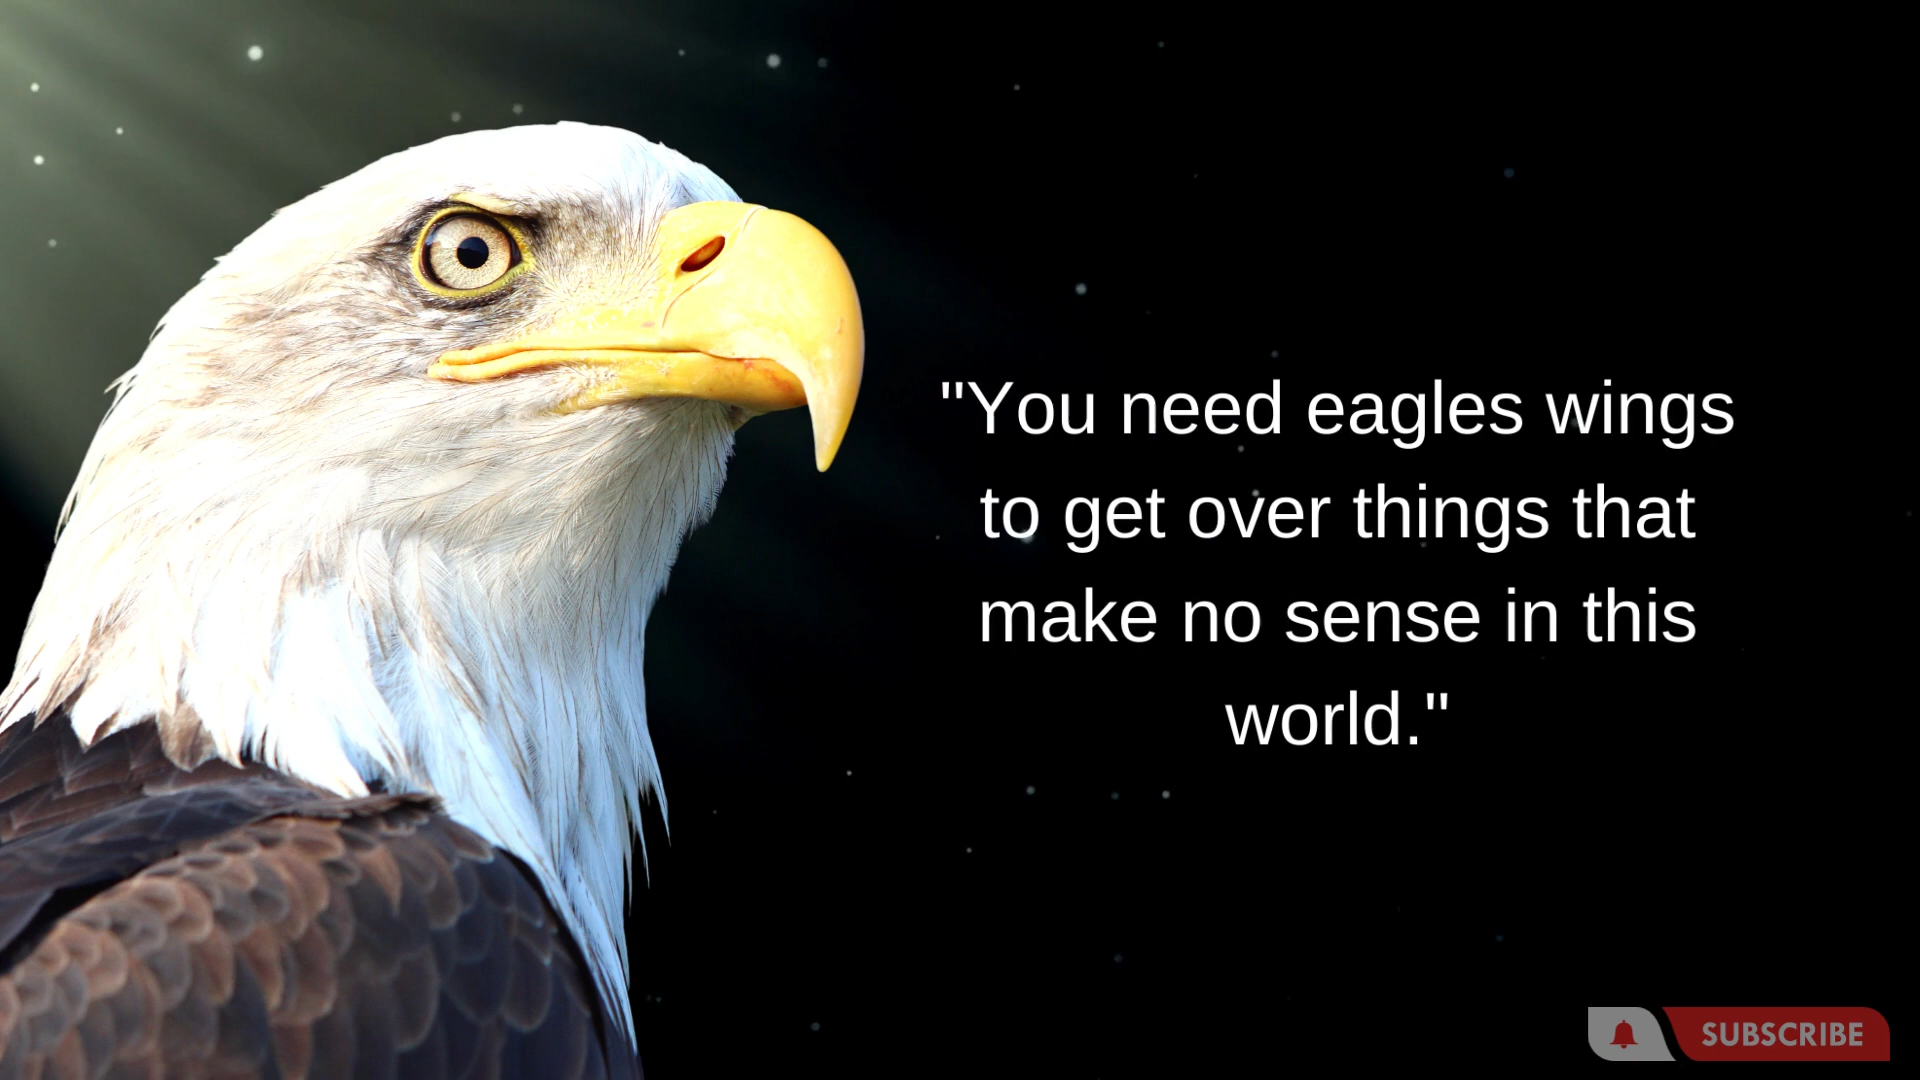 "You need eagles wings
to get over things that
make no sense in this
world."
SUBSCRIBE